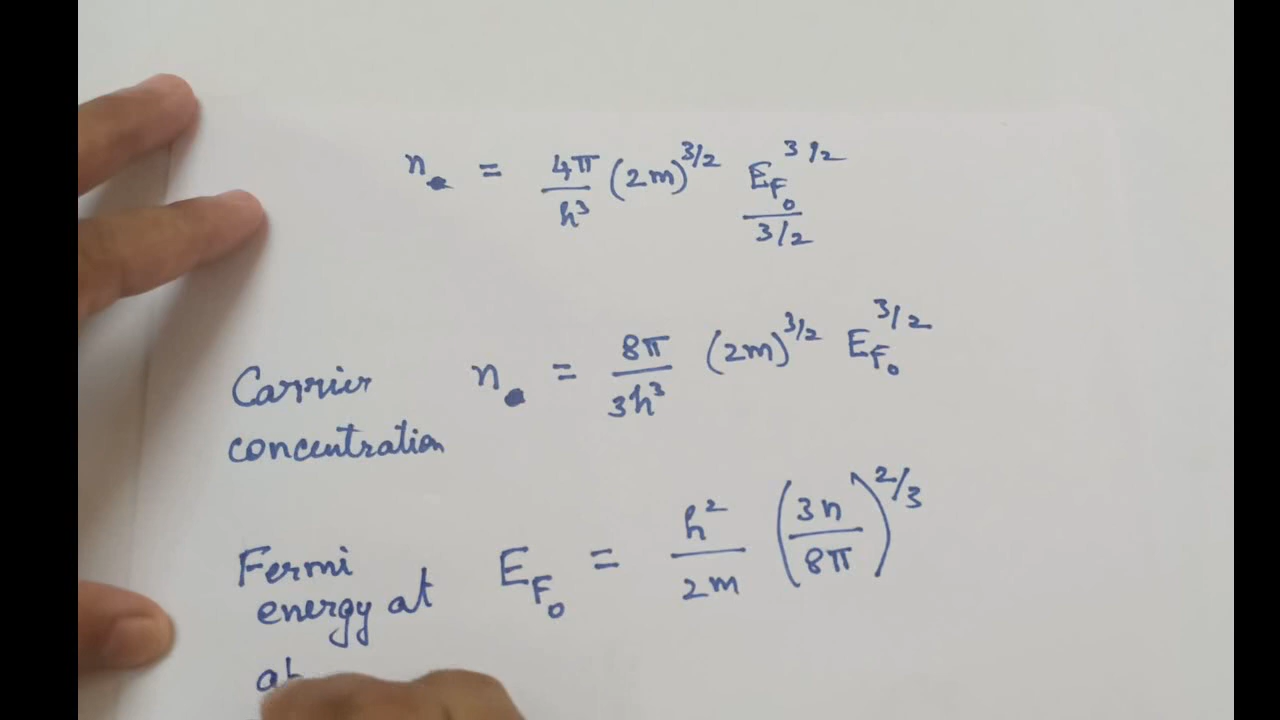 n = 4π/h³ (2m)^3/2 E_F₀^3/2 / 3/2
Carrier concentration n = 8π/3h³ (2m)^3/2 E_F₀^3/2
Fermi energy at E_F₀ = h²/2m (3n/8π)^2/3
at